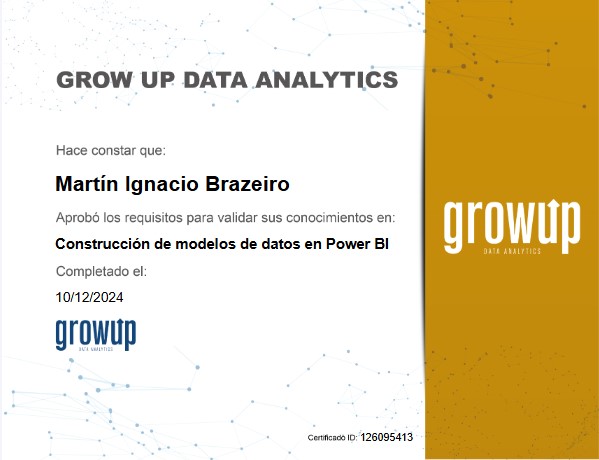 GROW UP DATA ANALYTICS
Hace constar que:
Martín Ignacio Brazeiro
Aprobó los requisitos para validar sus conocimientos en:
Construcción de modelos de datos en Power BI
Completado el:
10/12/2024
growup
DATA ANALYTICS
growup
DATA ANALYTICS
Certificado ID: 126095413